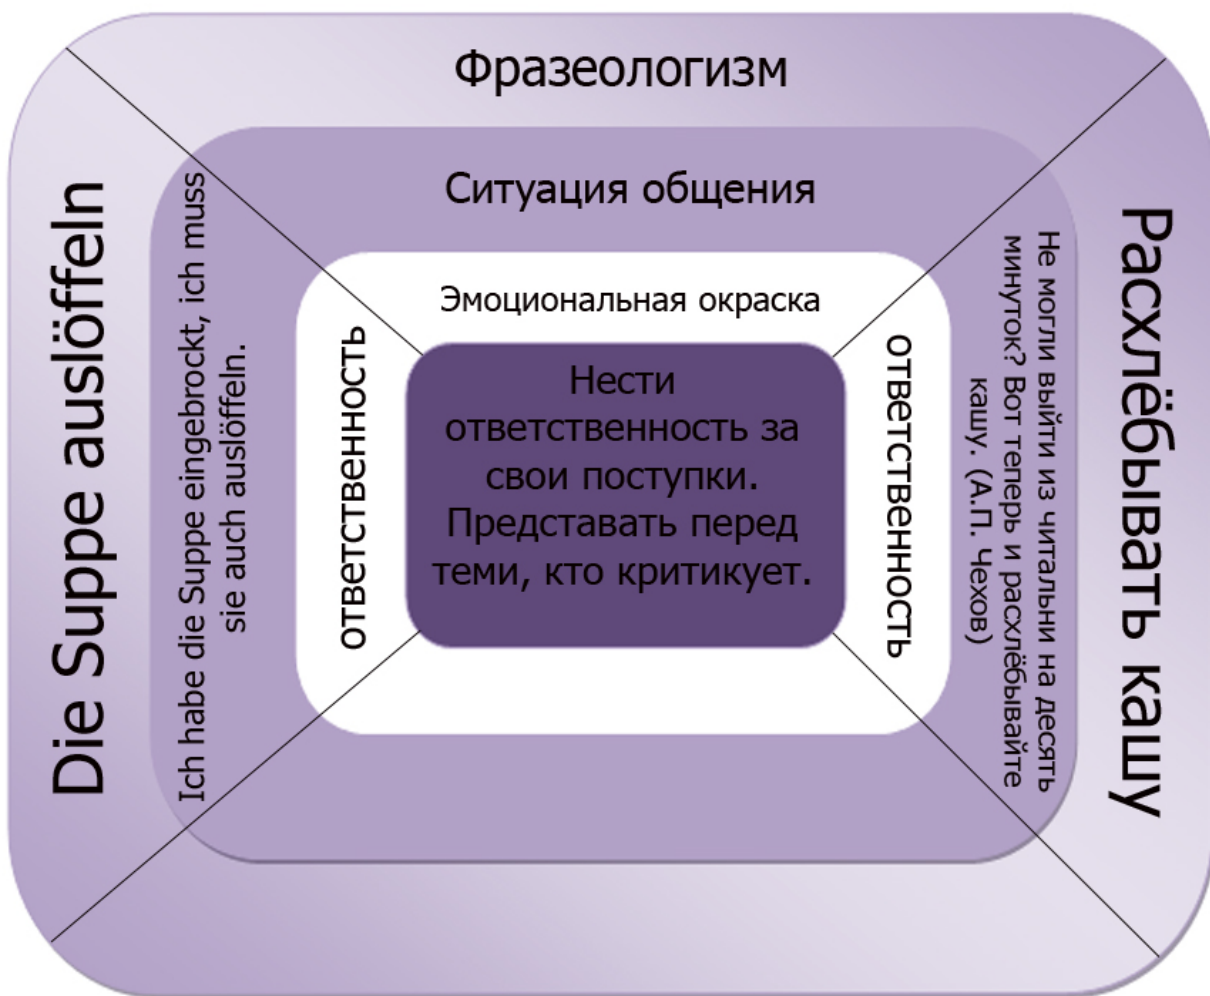 Фразеологизм
Ситуация общения
Эмоциональная окраска
Die Suppe auslöffeln
Ich habe die Suppe eingebrockt, ich muss
sie auch auslöffeln.
ответственность
Нести
ответственность за
свои поступки.
Представать перед
теми, кто критикует.
ответственность
Не могли выйти из читальни на десять
минуток? Вот теперь и расхлёбывайте
кашу. (А.П. Чехов)
Расхлёбывать кашу